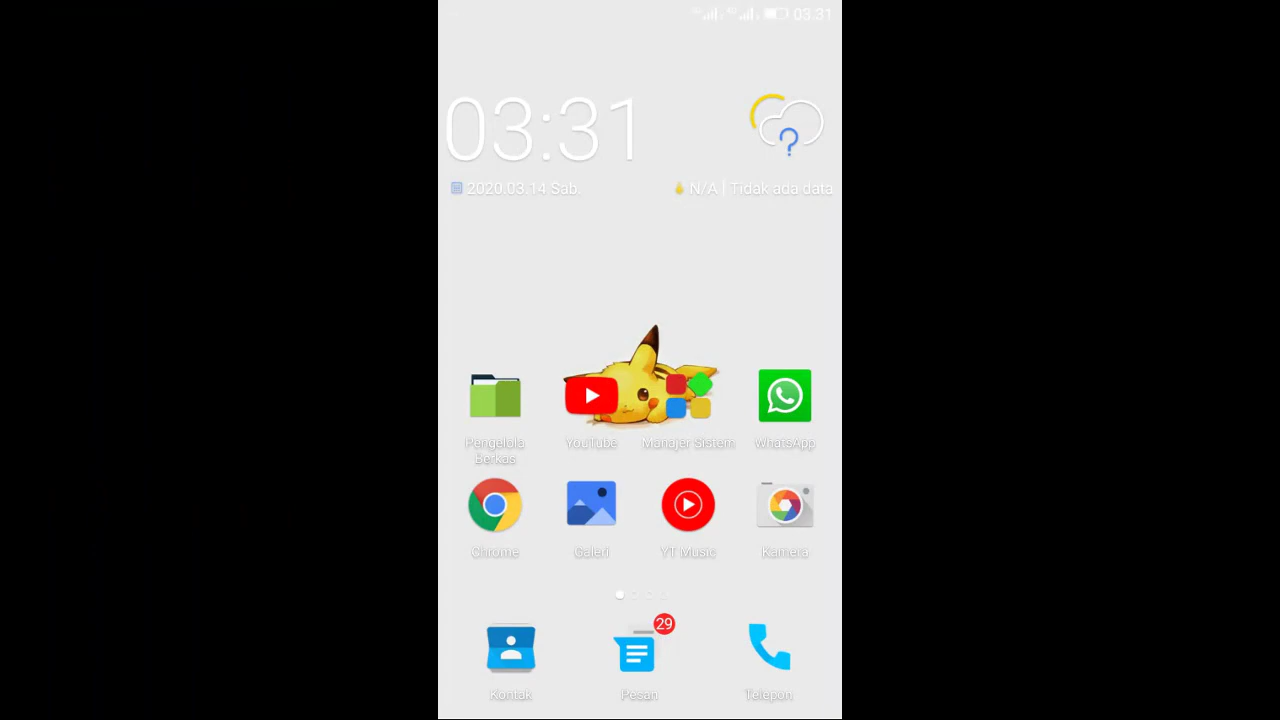 03:31
03:31
2020.03.14 Sab.
N/A | Tidak ada data
Pengelola
berkas
YouTube
Manajer Sistem
WhatsApp
Chrome
Galeri
YT Music
Kamera
29
Kontak
Pesan
Telepon